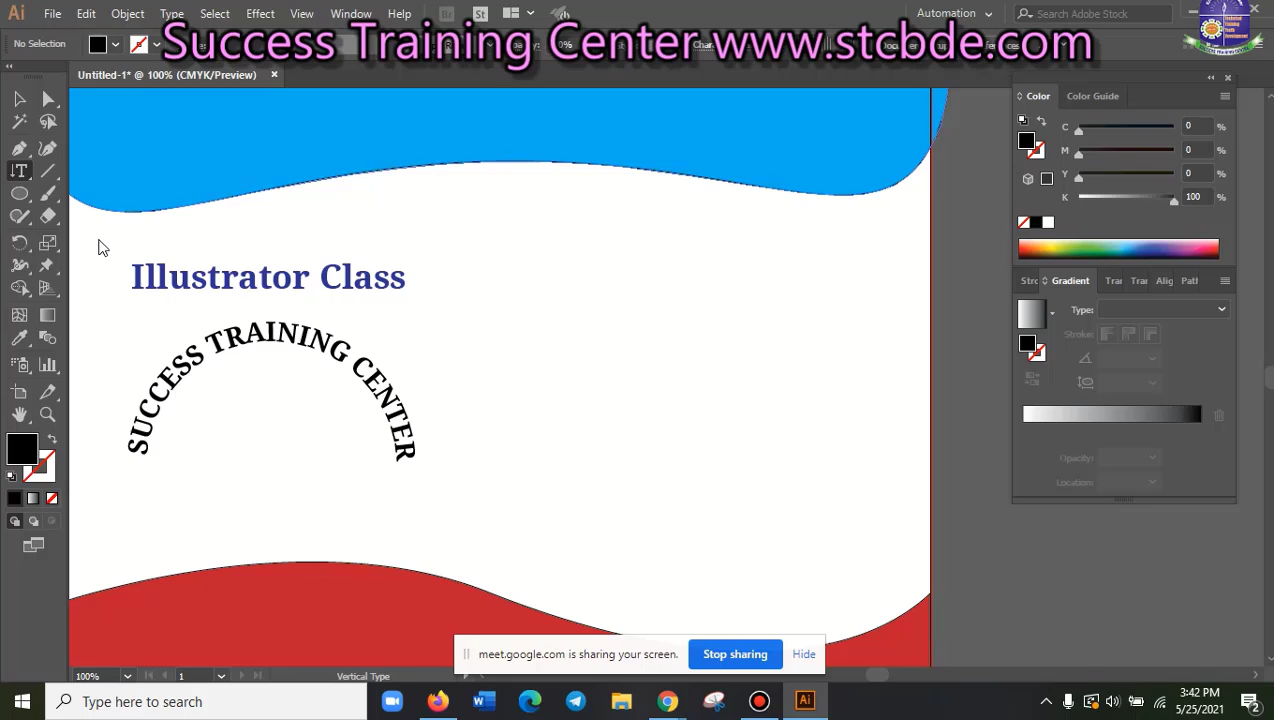 File Edit Object Type Select Effect View Window Help Br St Automation Search Adobe Stock
Success Training Center www.stcbde.com
No Selection
Untitled-1* @ 100% (CMYK/Preview)
Color Color Guide
C 0 %
M 0 %
Y 0 %
K 100 %
Illustrator Class
SUCCESS TRAINING CENTER
Gradient
Type:
Stroke:
Opacity:
Location:
meet.google.com is sharing your screen. Stop sharing Hide
100% 1 Vertical Type
Type here to search
3:42 PM
5/25/2021